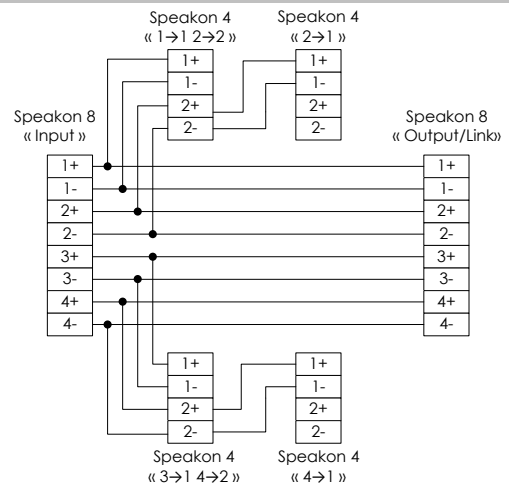 Speakon 4
« 1→1 2→2 »
1+
1-
2+
2-
Speakon 4
« 2→1 »
1+
1-
2+
2-
Speakon 8
« Input »
1+
1-
2+
2-
3+
3-
4+
4-
Speakon 8
« Output/Link»
1+
1-
2+
2-
3+
3-
4+
4-
1+
1-
2+
2-
Speakon 4
« 3→1 4→2 »
1+
1-
2+
2-
Speakon 4
« 4→1 »